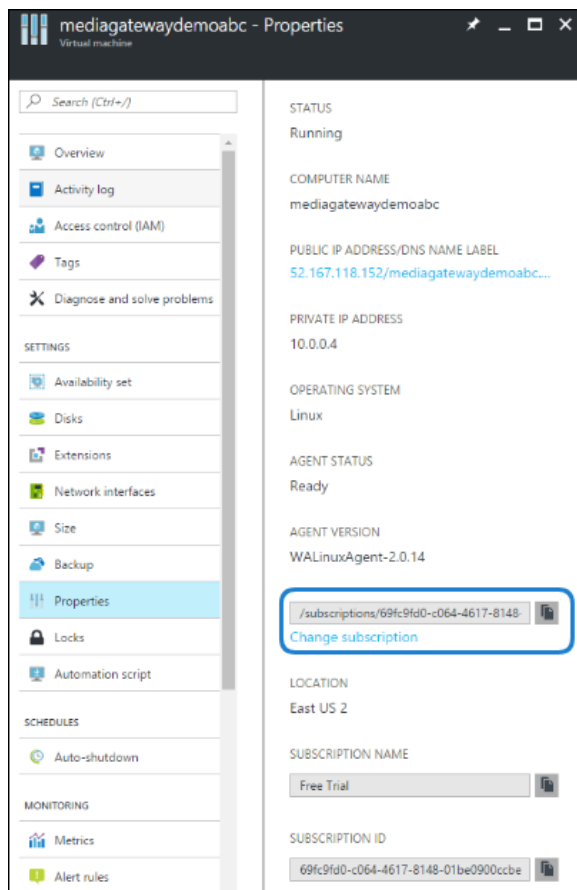 mediagatewaydemoabc - Properties
Virtual machine
Search (Ctrl+/)
Overview
Activity log
Access control (IAM)
Tags
Diagnose and solve problems
SETTINGS
Availability set
Disks
Extensions
Network interfaces
Size
Backup
Properties
Locks
Automation script
SCHEDULES
Auto-shutdown
MONITORING
Metrics
Alert rules
STATUS
Running
COMPUTER NAME
mediagatewaydemoabc
PUBLIC IP ADDRESS/DNS NAME LABEL
52.167.118.152/mediagatewaydemoabc...
PRIVATE IP ADDRESS
10.0.0.4
OPERATING SYSTEM
Linux
AGENT STATUS
Ready
AGENT VERSION
WALinuxAgent-2.0.14
/subscriptions/69fc9fd0-c064-4617-8148-
Change subscription
LOCATION
East US 2
SUBSCRIPTION NAME
Free Trial
SUBSCRIPTION ID
69fc9fd0-c064-4617-8148-01be0900ccbe